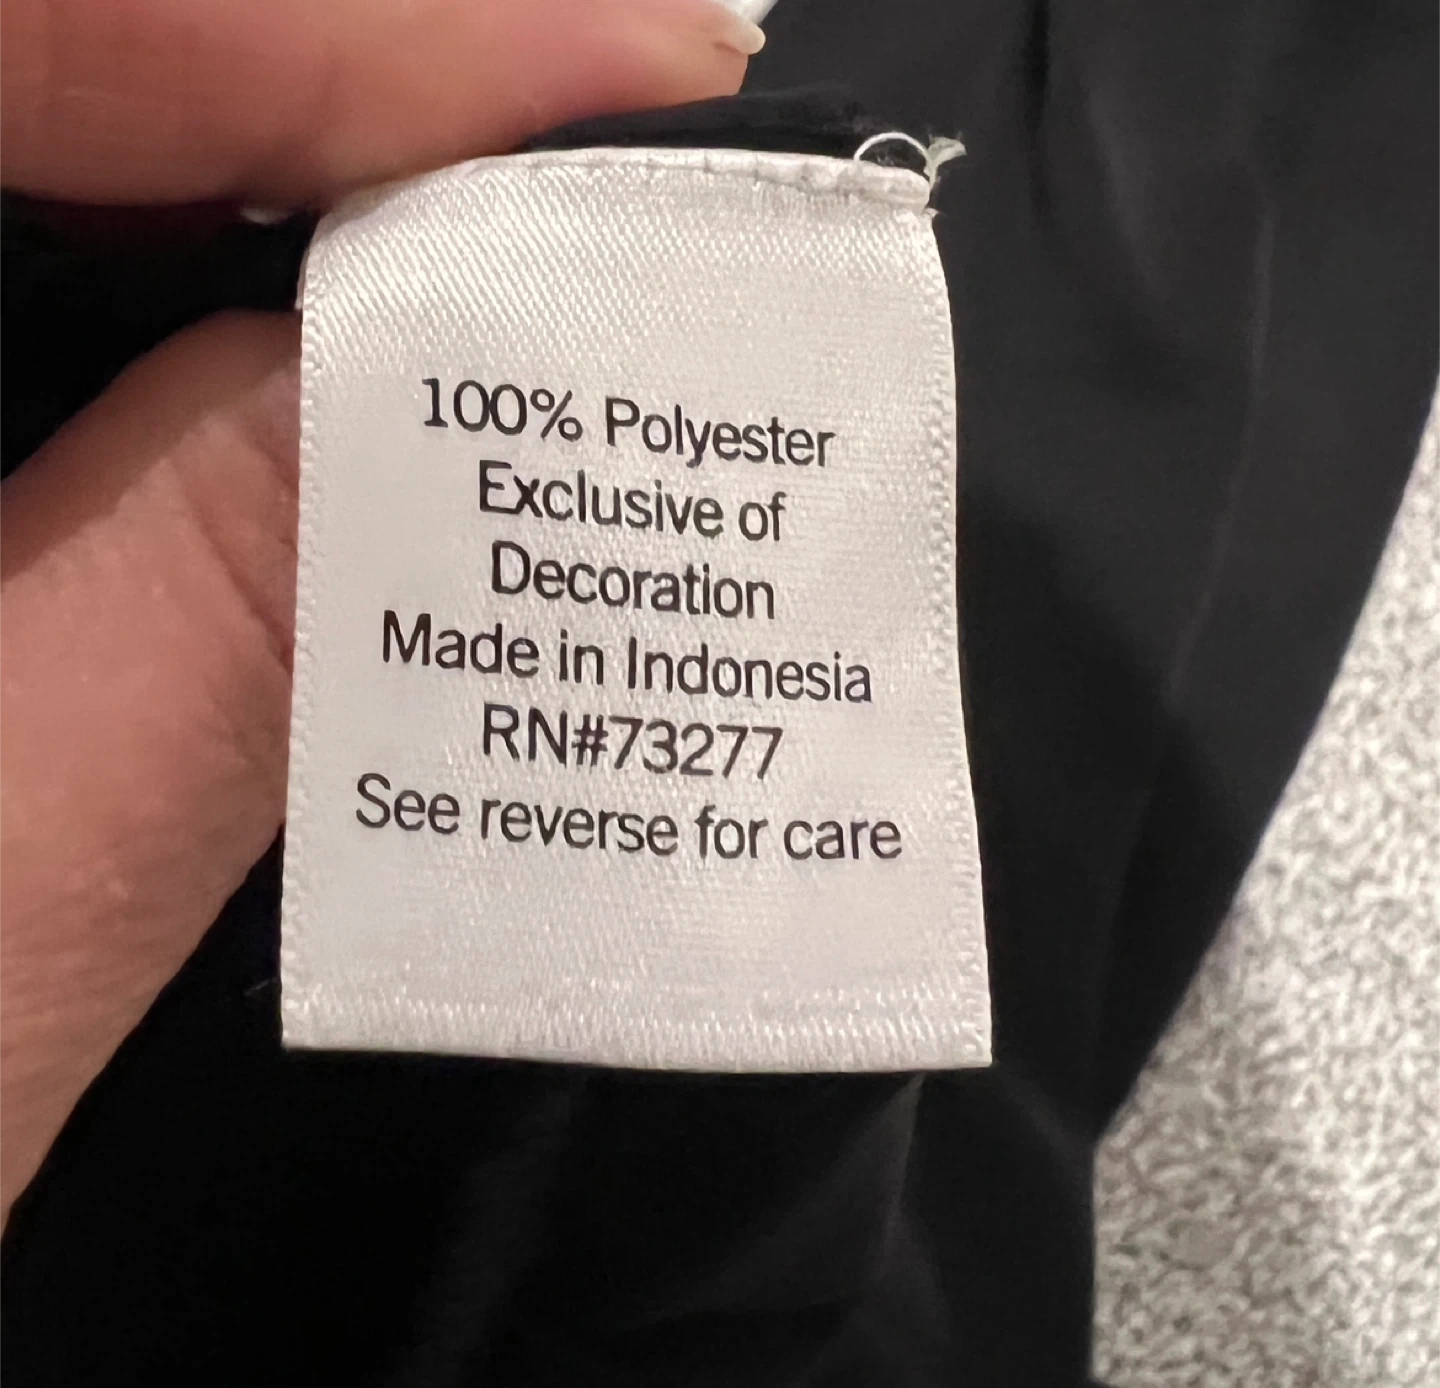 100% Polyester
Exclusive of
Decoration
Made in Indonesia
RN#73277
See reverse for care